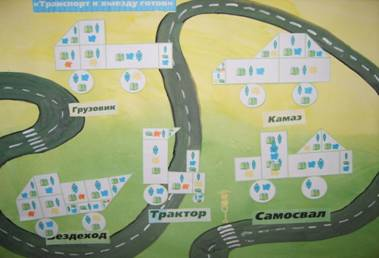 «Транспорт к выезду готов»
Грузовик
Камаз
Вездеход
Трактор
Самосвал